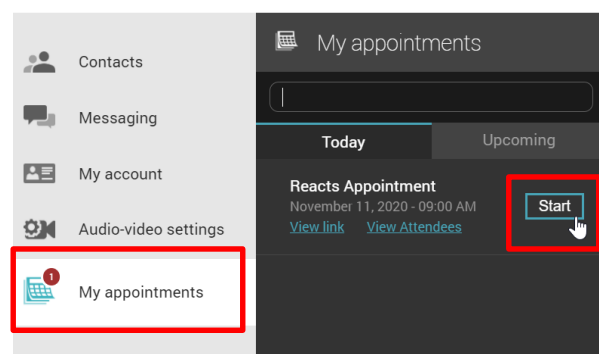 Contacts
Messaging
My account
Audio-video settings
1
My appointments
My appointments
Today Upcoming
Reacts Appointment
November 11, 2020 - 09:00 AM
View link View Attendees
Start